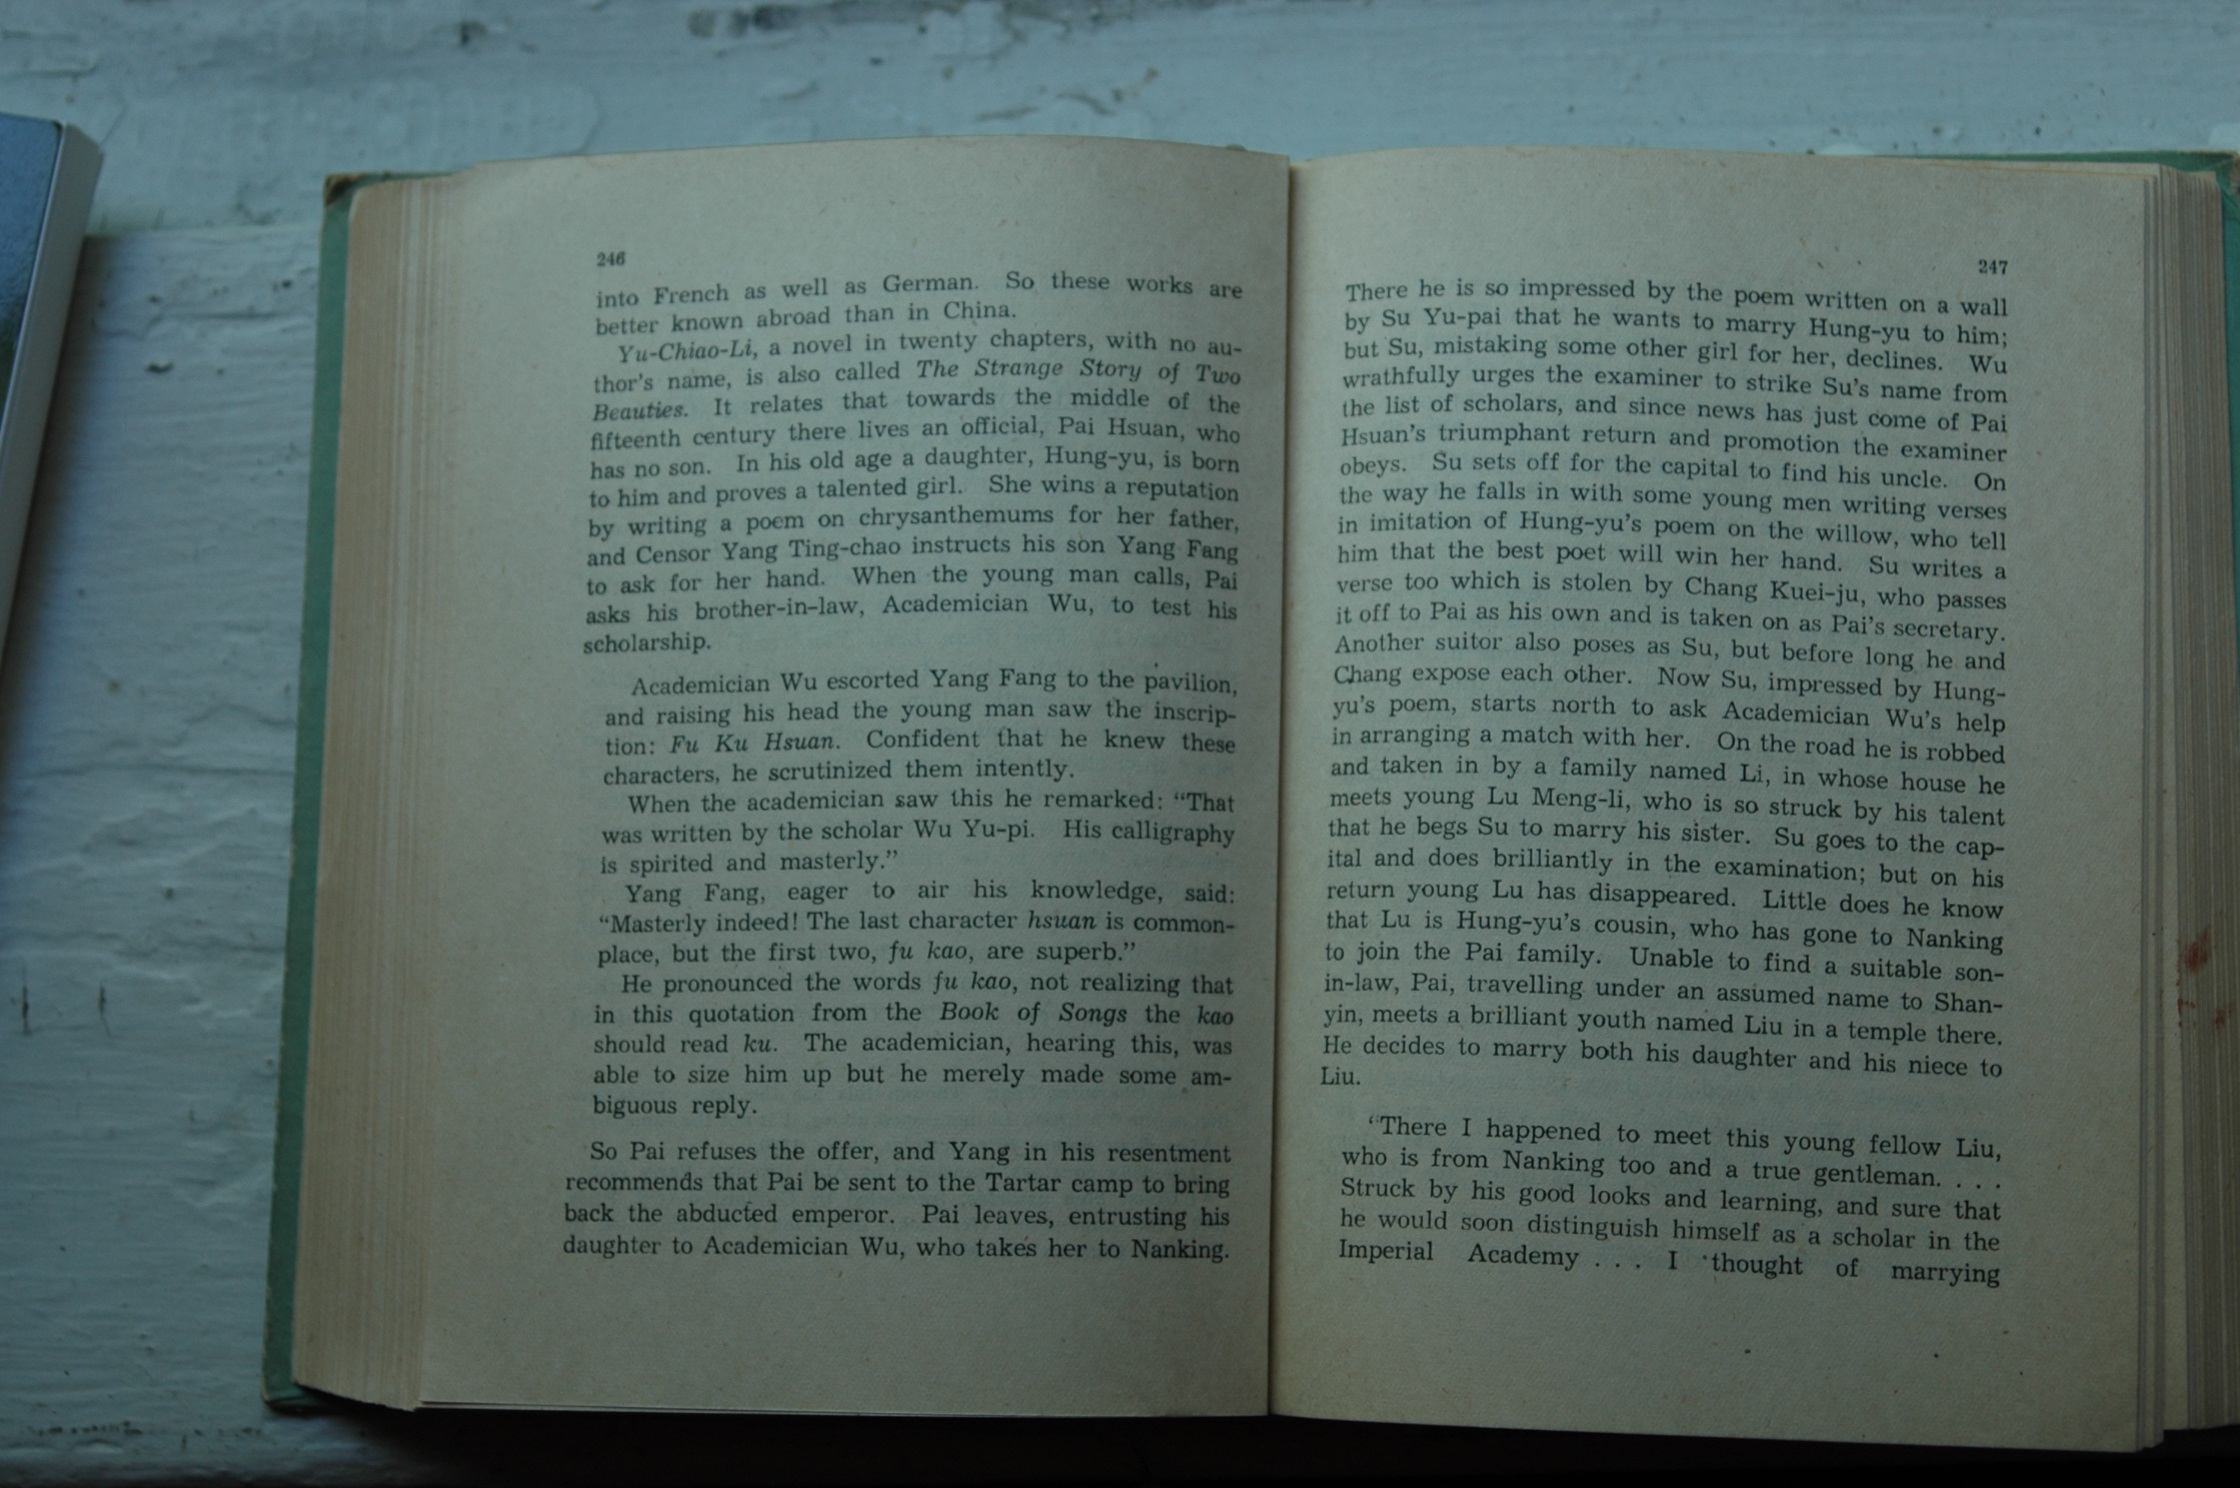 246
into French as well as German. So these works are
better known abroad than in China.
Yu-Chiao-Li, a novel in twenty chapters, with no au-
thor's name, is also called The Strange Story of Two
Beauties. It relates that towards the middle of the
fifteenth century there lives an official, Pai Hsuan, who
has no son. In his old age a daughter, Hung-yu, is born
to him and proves a talented girl. She wins a reputation
by writing a poem on chrysanthemums for her father,
and Censor Yang Ting-chao instructs his son Yang Fang
to ask for her hand. When the young man calls, Pai
asks his brother-in-law, Academician Wu, to test his
scholarship.
Academician Wu escorted Yang Fang to the pavilion,
and raising his head the young man saw the inscrip-
tion: Fu Ku Hsuan. Confident that he knew these
characters, he scrutinized them intently.
When the academician saw this he remarked: “That
was written by the scholar Wu Yu-pi. His calligraphy
is spirited and masterly.”
Yang Fang, eager to air his knowledge, said:
“Masterly indeed! The last character hsuan is common-
place, but the first two, fu kao, are superb.”
He pronounced the words fu kao, not realizing that
in this quotation from the Book of Songs the kao
should read ku. The academician, hearing this, was
able to size him up but he merely made some am-
biguous reply.
So Pai refuses the offer, and Yang in his resentment
recommends that Pai be sent to the Tartar camp to bring
back the abducted emperor. Pai leaves, entrusting his
daughter to Academician Wu, who takes her to Nanking.
247
There he is so impressed by the poem written on a wall
by Su Yu-pai that he wants to marry Hung-yu to him;
but Su, mistaking some other girl for her, declines. Wu
wrathfully urges the examiner to strike Su's name from
the list of scholars, and since news has just come of Pai
Hsuan's triumphant return and promotion the examiner
obeys. Su sets off for the capital to find his uncle. On
the way he falls in with some young men writing verses
in imitation of Hung-yu's poem on the willow, who tell
him that the best poet will win her hand. Su writes a
verse too which is stolen by Chang Kuei-ju, who passes
it off to Pai as his own and is taken on as Pai's secretary.
Another suitor also poses as Su, but before long he and
Chang expose each other. Now Su, impressed by Hung-
yu's poem, starts north to ask Academician Wu's help
in arranging a match with her. On the road he is robbed
and taken in by a family named Li, in whose house he
meets young Lu Meng-li, who is so struck by his talent
that he begs Su to marry his sister. Su goes to the cap-
ital and does brilliantly in the examination; but on his
return young Lu has disappeared. Little does he know
that Lu is Hung-yu's cousin, who has gone to Nanking
to join the Pai family. Unable to find a suitable son-
in-law, Pai, travelling under an assumed name to Shan-
yin, meets a brilliant youth named Liu in a temple there.
He decides to marry both his daughter and his niece to
Liu.
“There I happened to meet this young fellow Liu,
who is from Nanking too and a true gentleman. . . .
Struck by his good looks and learning, and sure that
he would soon distinguish himself as a scholar in the
Imperial Academy . . . I thought of marrying